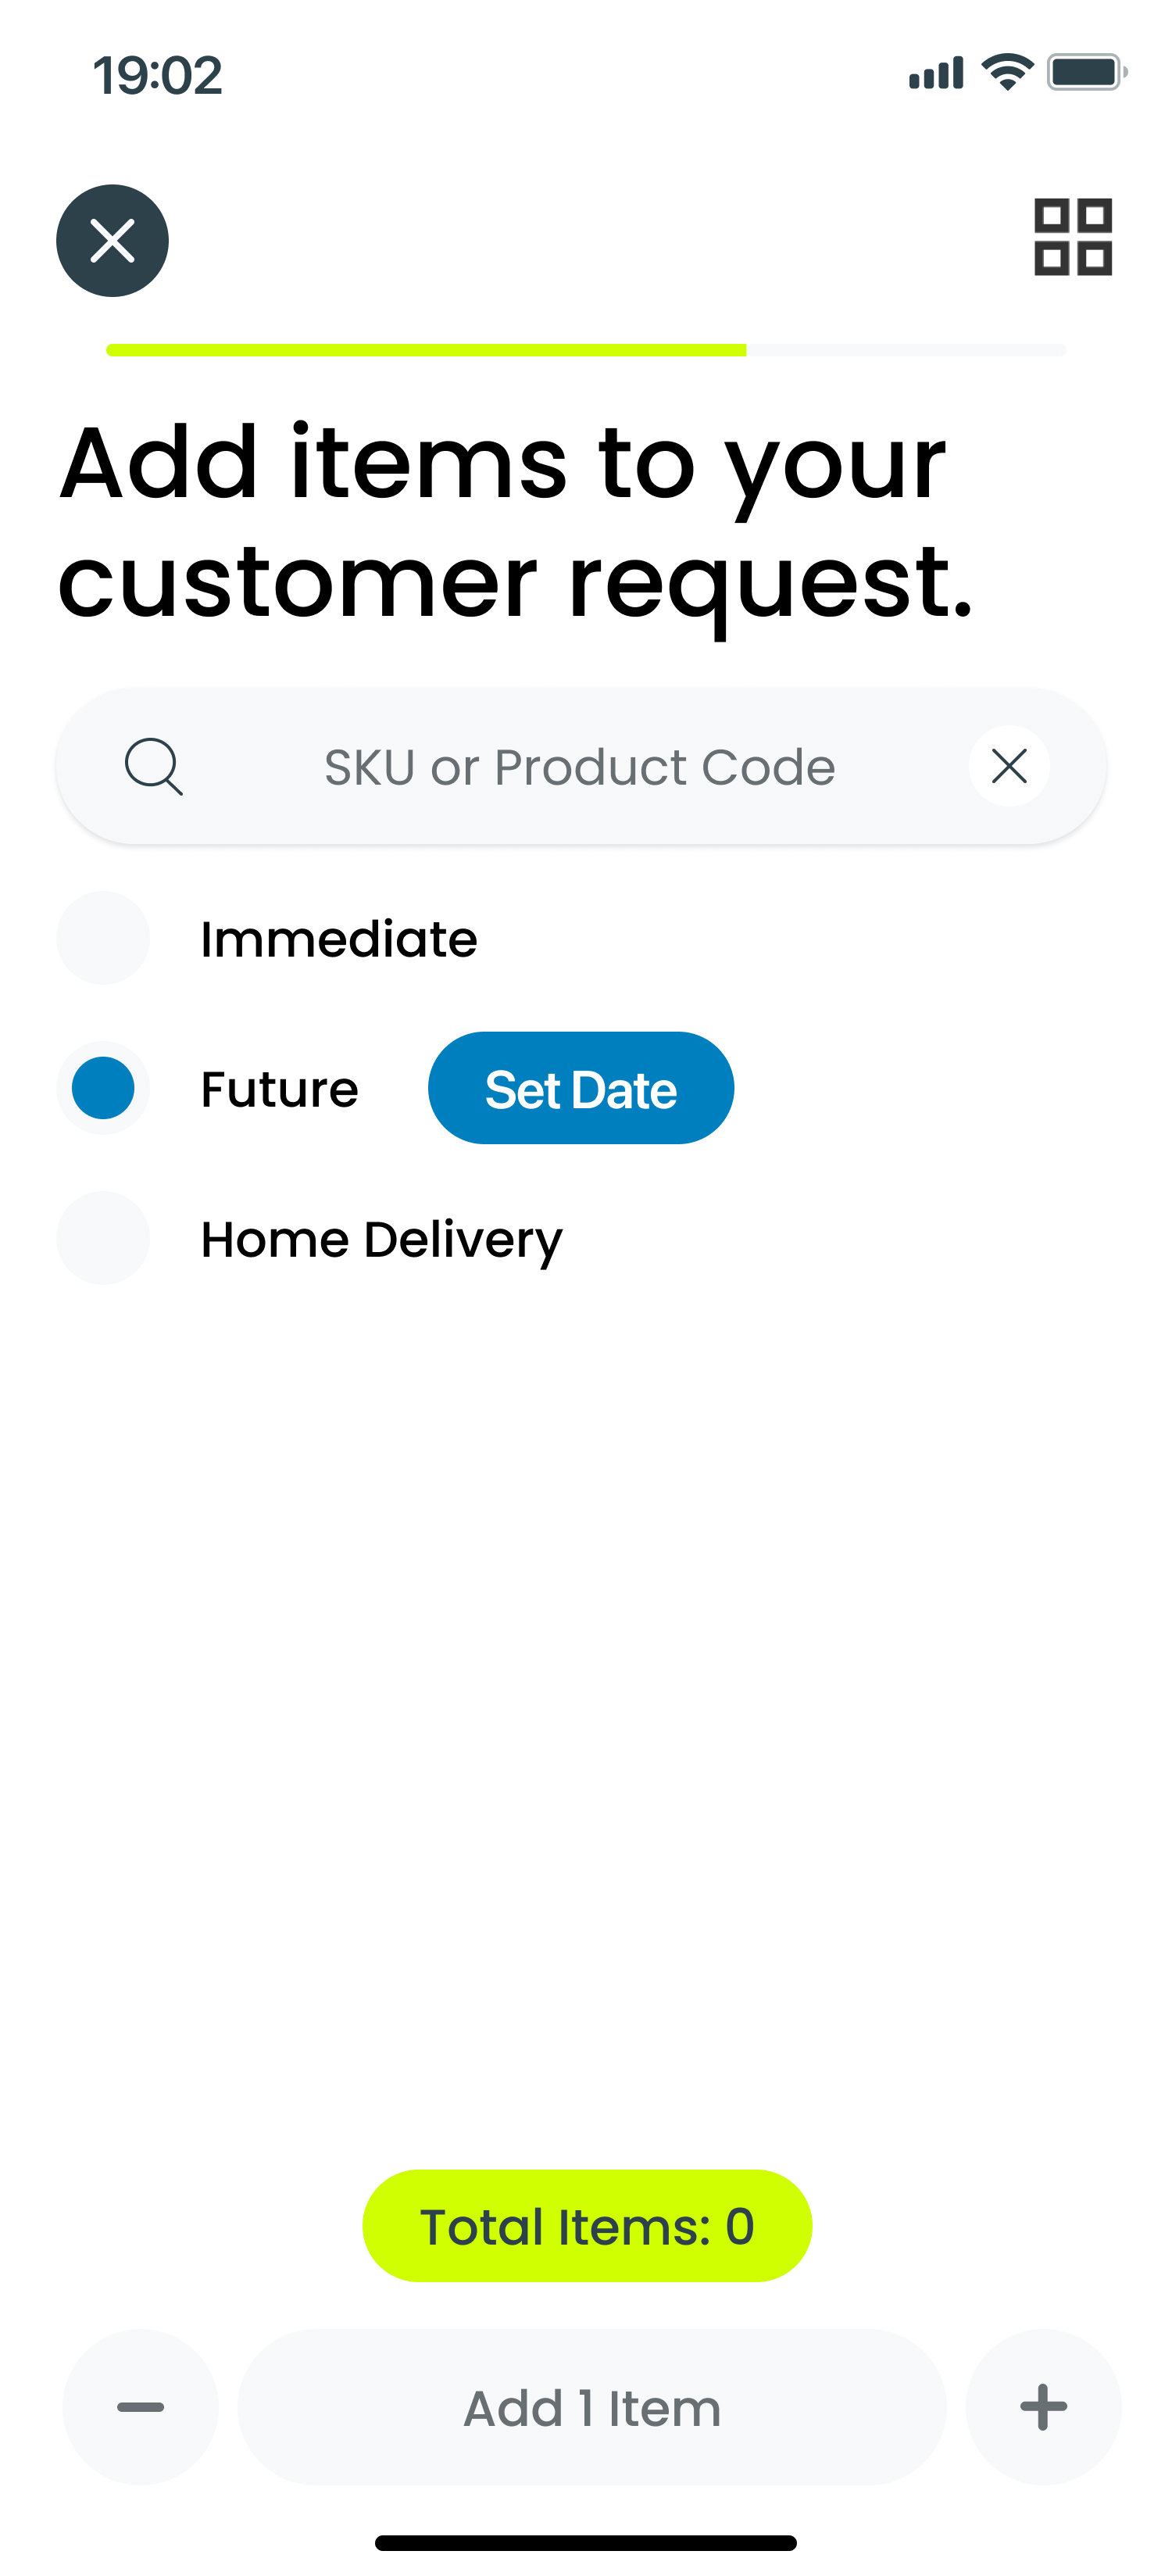 19:02
Add items to your
customer request.
SKU or Product Code
Immediate
Future
Set Date
Home Delivery
Total Items: 0
Add 1 Item